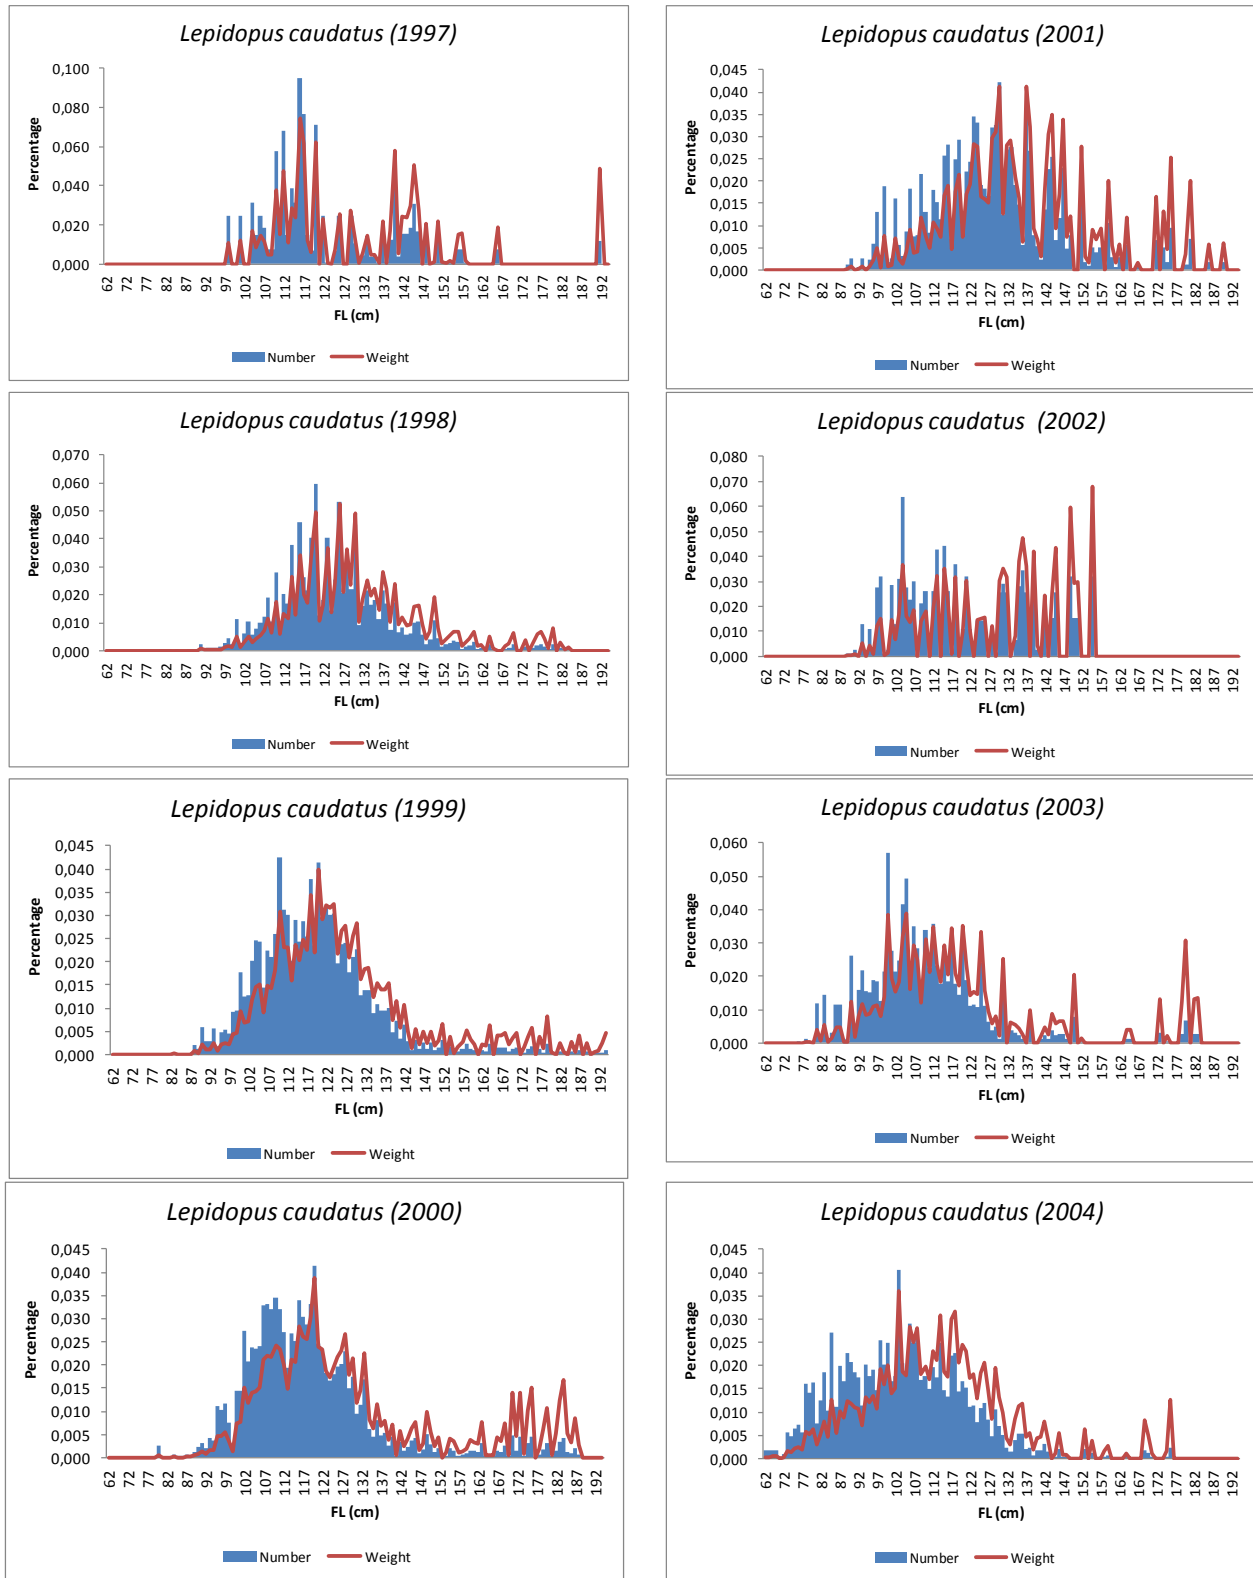 Lepidopus caudatus (1997)
Percentage
0,100
0,080
0,060
0,040
0,020
0,000
62 72 77 82 87 92 97 102 107 112 117 122 127 132 137 142 147 152 157 162 167 172 177 182 187 192
FL (cm)
Number Weight
Lepidopus caudatus (2001)
Percentage
0,045
0,040
0,035
0,030
0,025
0,020
0,015
0,010
0,005
0,000
62 72 77 82 87 92 97 102 107 112 117 122 127 132 137 142 147 152 157 162 167 172 177 182 187 192
FL (cm)
Number Weight
Lepidopus caudatus (1998)
Percentage
0,070
0,060
0,050
0,040
0,030
0,020
0,010
0,000
62 72 77 82 87 92 97 102 107 112 117 122 127 132 137 142 147 152 157 162 167 172 177 182 187 192
FL (cm)
Number Weight
Lepidopus caudatus (2002)
Percentage
0,080
0,070
0,060
0,050
0,040
0,030
0,020
0,010
0,000
62 72 77 82 87 92 97 102 107 112 117 122 127 132 137 142 147 152 157 162 167 172 177 182 187 192
FL (cm)
Number Weight
Lepidopus caudatus (1999)
Percentage
0,045
0,040
0,035
0,030
0,025
0,020
0,015
0,010
0,005
0,000
62 72 77 82 87 92 97 102 107 112 117 122 127 132 137 142 147 152 157 162 167 172 177 182 187 192
FL (cm)
Number Weight
Lepidopus caudatus (2003)
Percentage
0,060
0,050
0,040
0,030
0,020
0,010
0,000
62 72 77 82 87 92 97 102 107 112 117 122 127 132 137 142 147 152 157 162 167 172 177 182 187 192
FL (cm)
Number Weight
Lepidopus caudatus (2000)
Percentage
0,045
0,040
0,035
0,030
0,025
0,020
0,015
0,010
0,005
0,000
62 72 77 82 87 92 97 102 107 112 117 122 127 132 137 142 147 152 157 162 167 172 177 182 187 192
FL (cm)
Number Weight
Lepidopus caudatus (2004)
Percentage
0,045
0,040
0,035
0,030
0,025
0,020
0,015
0,010
0,005
0,000
62 72 77 82 87 92 97 102 107 112 117 122 127 132 137 142 147 152 157 162 167 172 177 182 187 192
FL (cm)
Number Weight